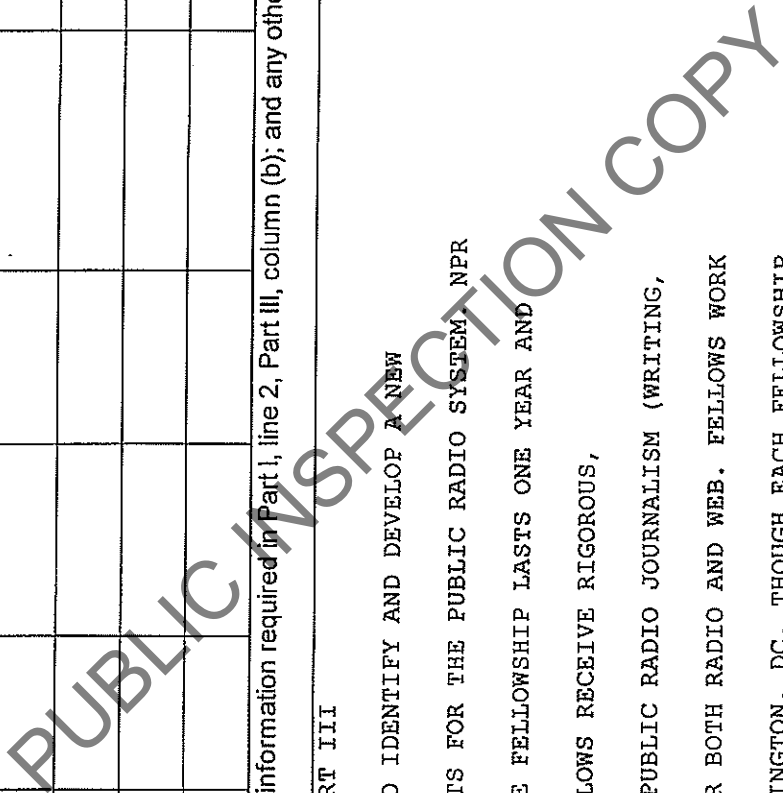 information required in Part I, line 2, Part III, column (b); and any othe
RT III
O IDENTIFY AND DEVELOP A NEW
TS FOR THE PUBLIC RADIO SYSTEM. NPR
E FELLOWSHIP LASTS ONE YEAR AND
LOWS RECEIVE RIGOROUS,
PUBLIC RADIO JOURNALISM (WRITING,
R BOTH RADIO AND WEB. FELLOWS WORK
INGTON, DC, THOUGH EACH FELLOWSHIP
PUBLIC INSPECTION COPY